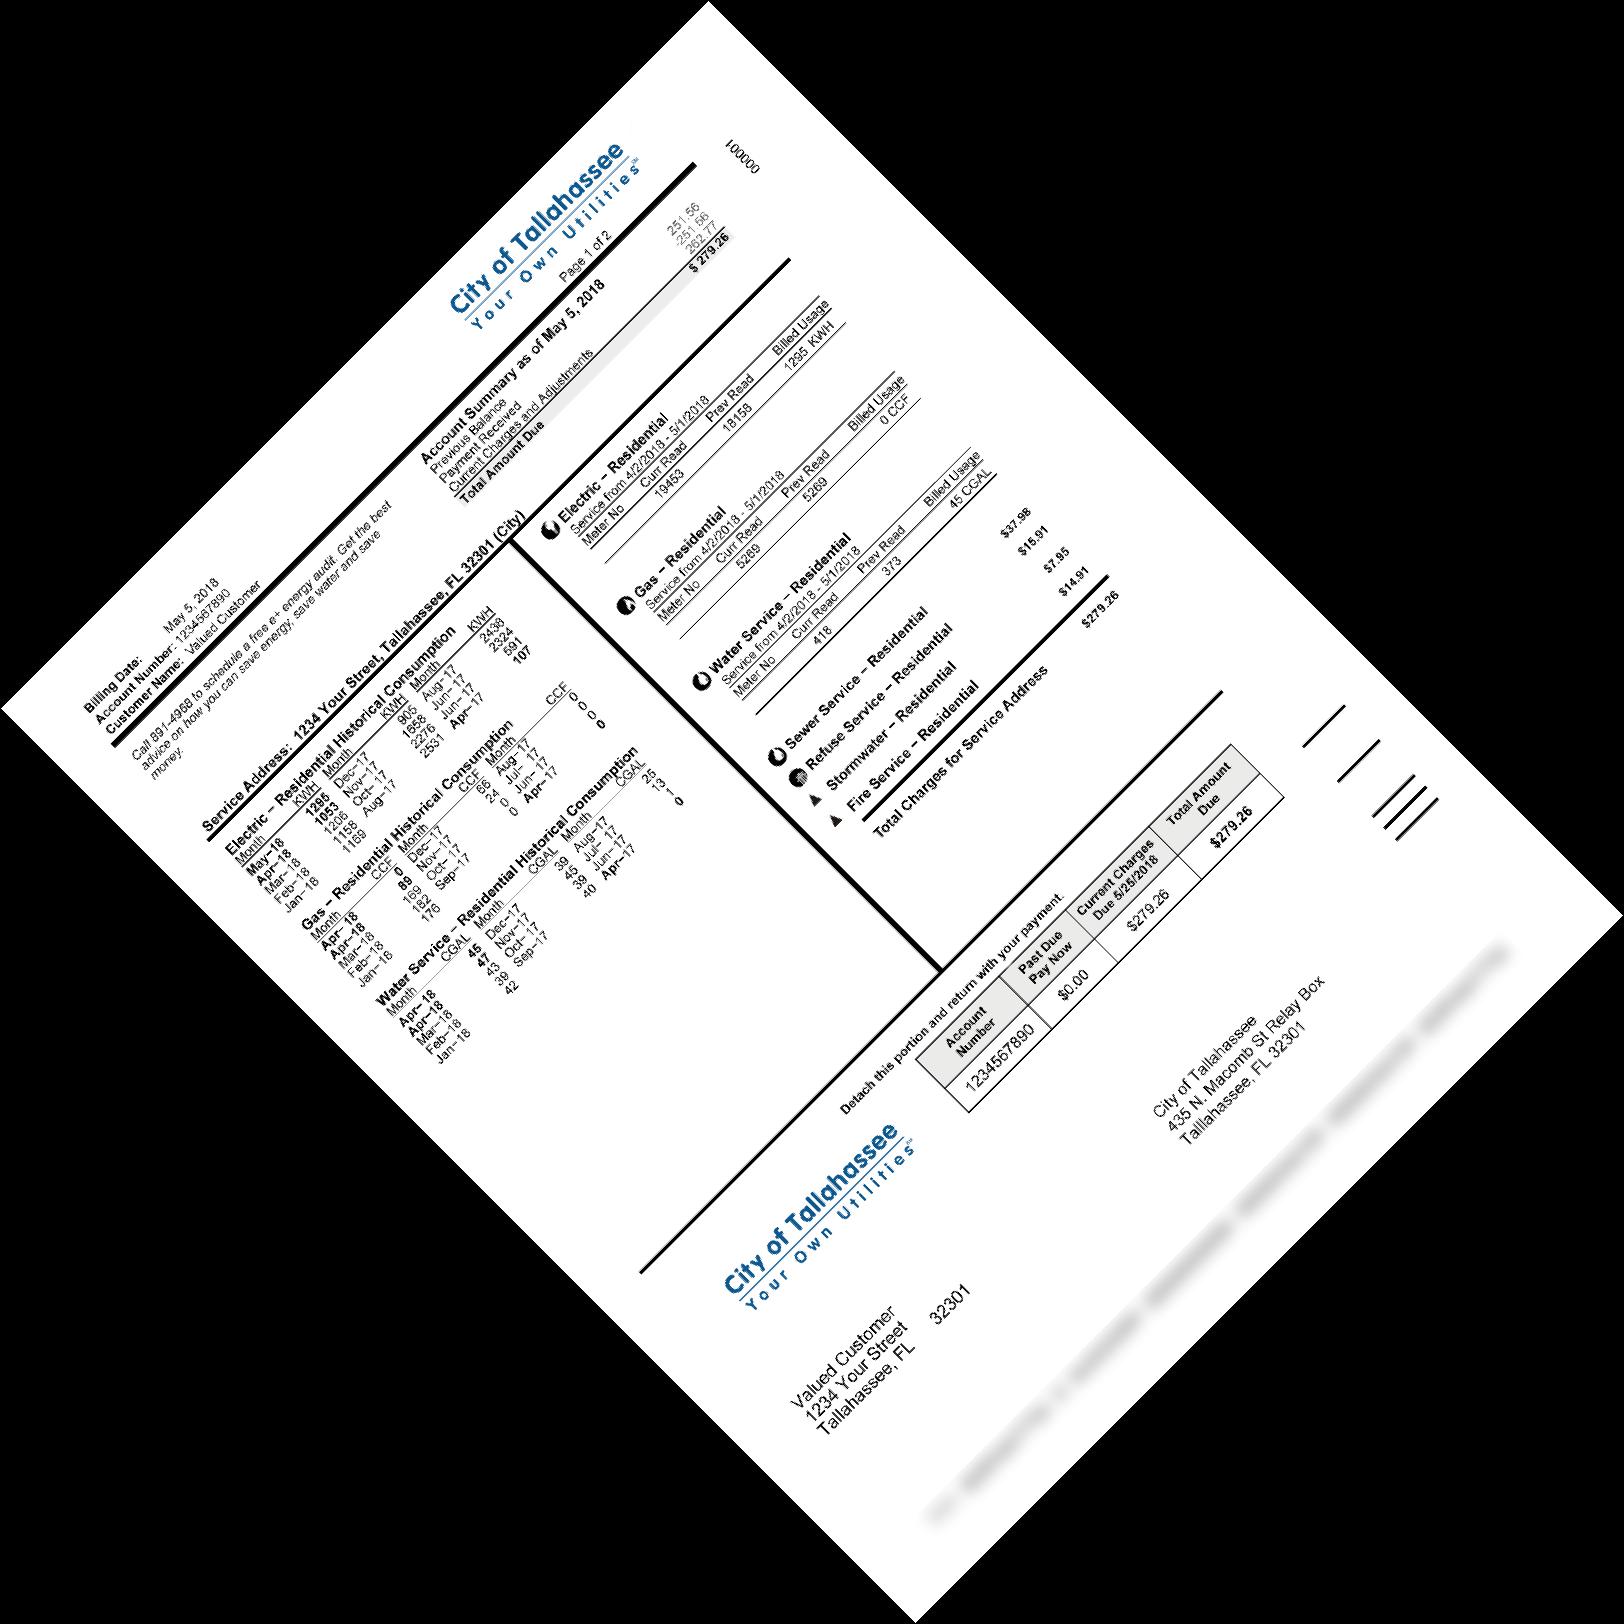 City of Tallahassee
Your Own Utilities℠
Billing Date: May 5, 2018
Account Number: 1234567890
Customer Name: Valued Customer
Page 1 of 2
100000
Call 891-4968 to schedule a free e+ energy audit. Get the best
advice on how you can save energy, save water and save
money.
Account Summary as of May 5, 2018
Previous Balance 251.56
Payment Received -251.56
Current Charges and Adjustments 262.77
Total Amount Due $ 279.26
Service Address: 1234 Your Street, Tallahassee, FL 32301 (City)
Electric – Residential Historical Consumption
Month KWH Month KWH Month KWH
May–18 1295 Dec–17 905 Aug–17 2438
Apr–18 1053 Nov–17 1658 Jun–17 2324
Mar–18 1206 Oct–17 2276 Jun–17 591
Feb–18 1158 Aug–17 2531 Apr–17 107
Jan–18 1169
Gas – Residential Historical Consumption
Month CCF Month CCF Month CCF
Apr–18 0 Dec–17 66 Aug–17 0
Apr–18 89 Nov–17 24 Jul–17 0
Mar–18 169 Oct–17 0 Jun–17 0
Feb–18 182 Sep–17 0 Apr–17 0
Jan–18 176
Water Service – Residential Historical Consumption
Month CGAL Month CGAL Month CGAL
Apr–18 45 Dec–17 39 Aug–17 25
Apr–18 47 Nov–17 45 Jul–17 13
Mar–18 43 Oct–17 39 Jun–17 1
Feb–18 39 Sep–17 40 Apr–17 0
Jan–18 42
Electric – Residential
Service from 4/2/2018 - 5/1/2018
Meter No Curr Read Prev Read Billed Usage
19453 18158 1295 KWH
Gas – Residential
Service from 4/2/2018 - 5/1/2018
Meter No Curr Read Prev Read Billed Usage
5269 5269 0 CCF
Water Service – Residential
Service from 4/2/2018 - 5/1/2018
Meter No Curr Read Prev Read Billed Usage
418 373 45 CGAL
Sewer Service – Residential $37.98
Refuse Service – Residential $15.91
Stormwater – Residential $7.95
Fire Service – Residential $14.91
Total Charges for Service Address $279.26
Detach this portion and return with your payment.
City of Tallahassee
Your Own Utilities℠
Account Number Past Due Pay Now Current Charges Due 5/25/2018 Total Amount Due
1234567890 $0.00 $279.26 $279.26
Valued Customer
1234 Your Street
Tallahassee, FL 32301
City of Tallahassee
435 N. Macomb St Relay Box
Talllahassee, FL 32301